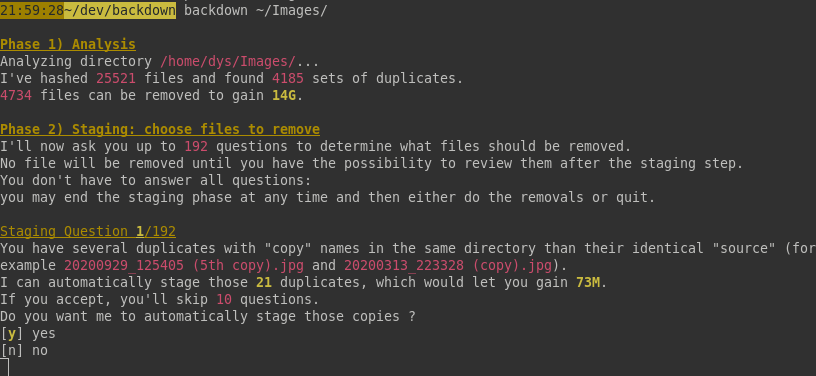 21:59:28~/dev/backdown backdown ~/Images/
Phase 1) Analysis
Analyzing directory /home/dys/Images/...
I've hashed 25521 files and found 4185 sets of duplicates.
4734 files can be removed to gain 14G.
Phase 2) Staging: choose files to remove
I'll now ask you up to 192 questions to determine what files should be removed.
No file will be removed until you have the possibility to review them after the staging step.
You don't have to answer all questions:
you may end the staging phase at any time and then either do the removals or quit.
Staging Question 1/192
You have several duplicates with "copy" names in the same directory than their identical "source" (for
example 20200929_125405 (5th copy).jpg and 20200313_223328 (copy).jpg).
I can automatically stage those 21 duplicates, which would let you gain 73M.
If you accept, you'll skip 10 questions.
Do you want me to automatically stage those copies ?
[y] yes
[n] no